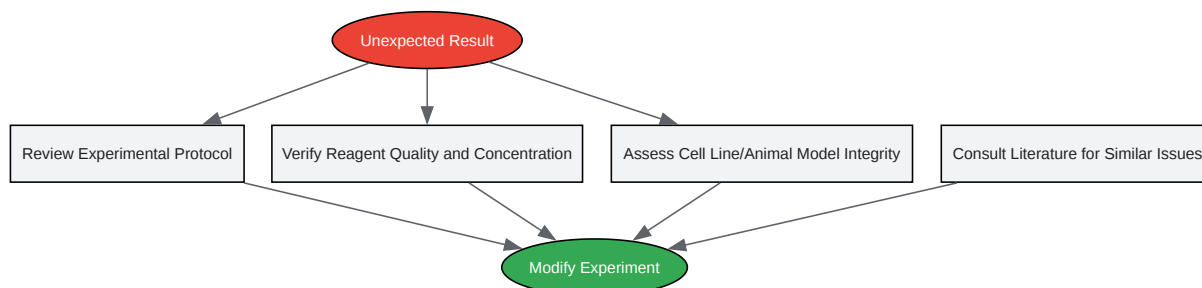 Unexpected Result
Review Experimental Protocol
Verify Reagent Quality and Concentration
Assess Cell Line/Animal Model Integrity
Consult Literature for Similar Issues
Modify Experiment